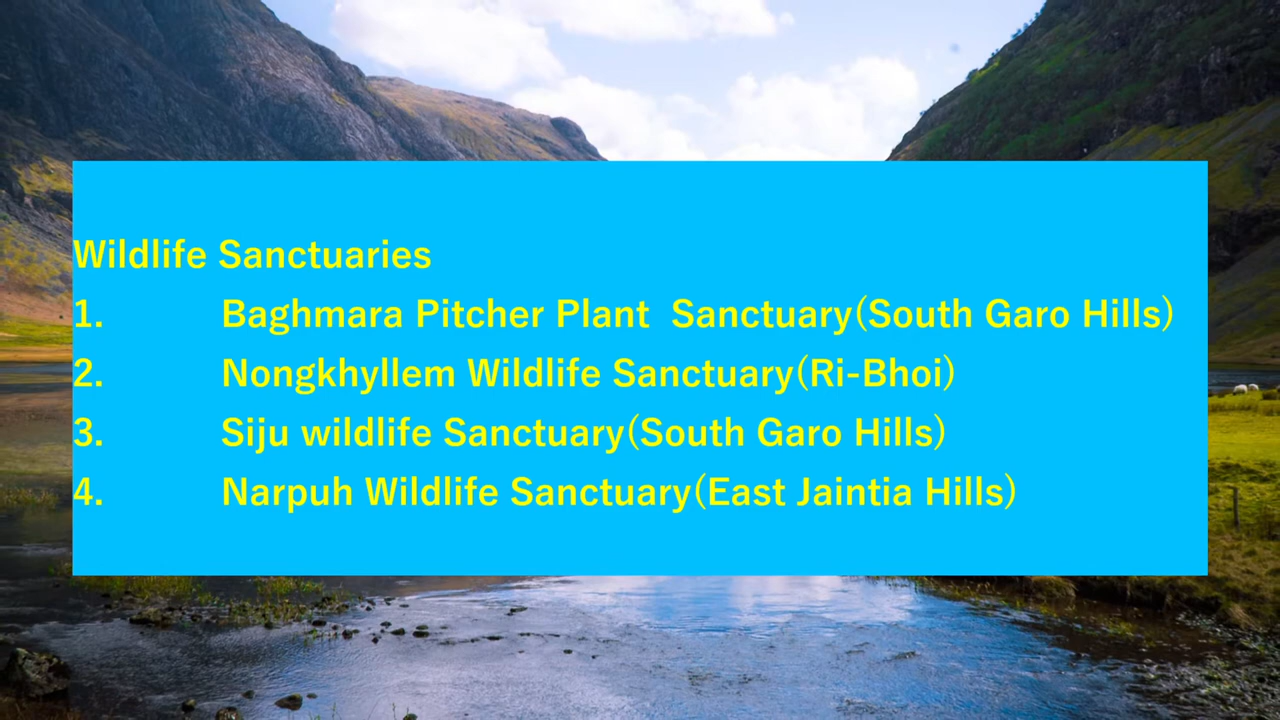 Wildlife Sanctuaries
1. Baghmara Pitcher Plant  Sanctuary(South Garo Hills)
2. Nongkhyllem Wildlife Sanctuary(Ri-Bhoi)
3. Siju wildlife Sanctuary(South Garo Hills)
4. Narpuh Wildlife Sanctuary(East Jaintia Hills)